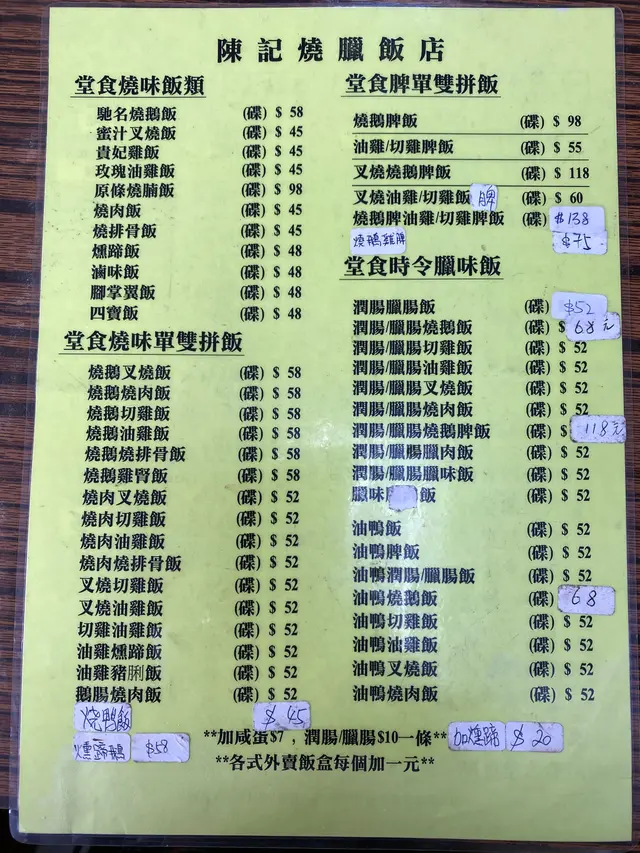 陳記燒臘飯店
堂食燒味飯類
馳名燒鵝飯 (碟) $ 58
蜜汁叉燒飯 (碟) $ 45
貴妃雞飯 (碟) $ 45
玫瑰油雞飯 (碟) $ 45
原條燒腩飯 (碟) $ 98
燒肉飯 (碟) $ 45
燒排骨飯 (碟) $ 45
燻蹄飯 (碟) $ 48
滷味飯 (碟) $ 48
腳掌翼飯 (碟) $ 48
四寶飯 (碟) $ 48
堂食燒味單雙拼飯
燒鵝叉燒飯 (碟) $ 58
燒鵝燒肉飯 (碟) $ 58
燒鵝切雞飯 (碟) $ 58
燒鵝油雞飯 (碟) $ 58
燒鵝燒排骨飯 (碟) $ 58
燒鵝雞腎飯 (碟) $ 58
燒肉叉燒飯 (碟) $ 52
燒肉切雞飯 (碟) $ 52
燒肉油雞飯 (碟) $ 52
燒肉燒排骨飯 (碟) $ 52
叉燒切雞飯 (碟) $ 52
叉燒油雞飯 (碟) $ 52
切雞油雞飯 (碟) $ 52
油雞燻蹄飯 (碟) $ 52
油雞豬脷飯 (碟) $ 52
鵝腸燒肉飯 (碟) $ 52
烧鸭飯 $ 45
燻蹄鵝 $58
堂食脾單雙拼飯
燒鵝脾飯 (碟) $ 98
油雞/切雞脾飯 (碟) $ 55
叉燒燒鵝脾飯 (碟) $ 118
叉燒油雞/切雞飯 脾 (碟) $ 60
燒鵝脾油雞/切雞脾飯 (碟) $138
燒鵝雞脾 $75
堂食時令臘味飯
潤腸臘腸飯 (碟) $52
潤腸/臘腸燒鵝飯 (碟) $ 68元
潤腸/臘腸切雞飯 (碟) $ 52
潤腸/臘腸油雞飯 (碟) $ 52
潤腸/臘腸叉燒飯 (碟) $ 52
潤腸/臘腸燒肉飯 (碟) $ 52
潤腸/臘腸燒鵝脾飯 (碟) $ 118元
潤腸/臘腸臘肉飯 (碟) $ 52
潤腸/臘腸臘味飯 (碟) $ 52
臘味 飯 (碟) $ 52
油鴨飯 (碟) $ 52
油鴨脾飯 (碟) $ 52
油鴨潤腸/臘腸飯 (碟) $ 52
油鴨燒鵝飯 (碟) 68
油鴨切雞飯 (碟) $ 52
油鴨油雞飯 (碟) $ 52
油鴨叉燒飯 (碟) $ 52
油鴨燒肉飯 (碟) $ 52
**加咸蛋$7，潤腸/臘腸$10一條** 加燻蹄 $ 20
**各式外賣飯盒每個加一元**